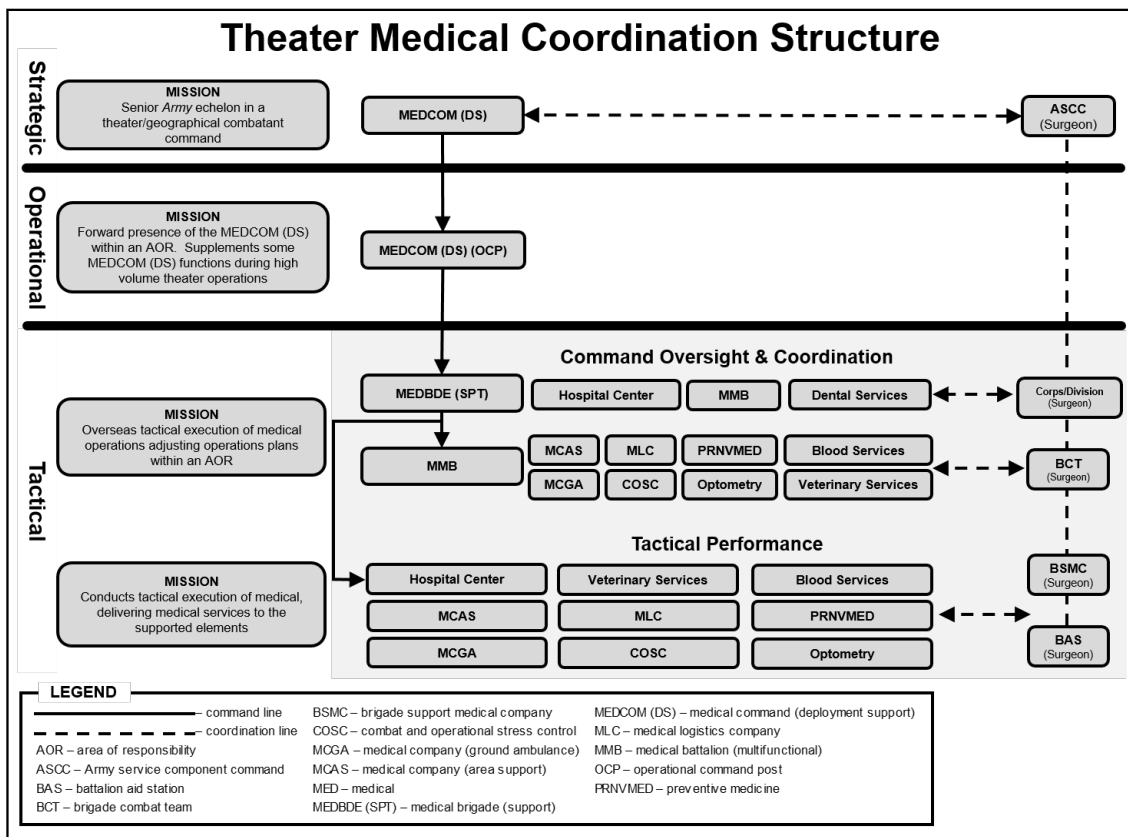 Theater Medical Coordination Structure
Strategic
MISSION
Senior Army echelon in a
theater/geographical combatant
command
MEDCOM (DS)
ASCC
(Surgeon)
Operational
MISSION
Forward presence of the MEDCOM (DS)
within an AOR. Supplements some
MEDCOM (DS) functions during high
volume theater operations
MEDCOM (DS) (OCP)
Tactical
Command Oversight & Coordination
MISSION
Overseas tactical execution of medical
operations adjusting operations plans
within an AOR
MEDBDE (SPT)
Hospital Center
MMB
Dental Services
Corps/Division
(Surgeon)
MMB
MCAS
MLC
PRNVMED
Blood Services
MCGA
COSC
Optometry
Veterinary Services
BCT
(Surgeon)
Tactical Performance
MISSION
Conducts tactical execution of medical,
delivering medical services to the
supported elements
Hospital Center
Veterinary Services
Blood Services
MCAS
MLC
PRNVMED
MCGA
COSC
Optometry
BSMC
(Surgeon)
BAS
(Surgeon)
LEGEND
– command line
– coordination line
AOR – area of responsibility
ASCC – Army service component command
BAS – battalion aid station
BCT – brigade combat team
BSMC – brigade support medical company
COSC – combat and operational stress control
MCGA – medical company (ground ambulance)
MCAS – medical company (area support)
MED – medical
MEDBDE (SPT) – medical brigade (support)
MEDCOM (DS) – medical command (deployment support)
MLC – medical logistics company
MMB – medical battalion (multifunctional)
OCP – operational command post
PRNVMED – preventive medicine